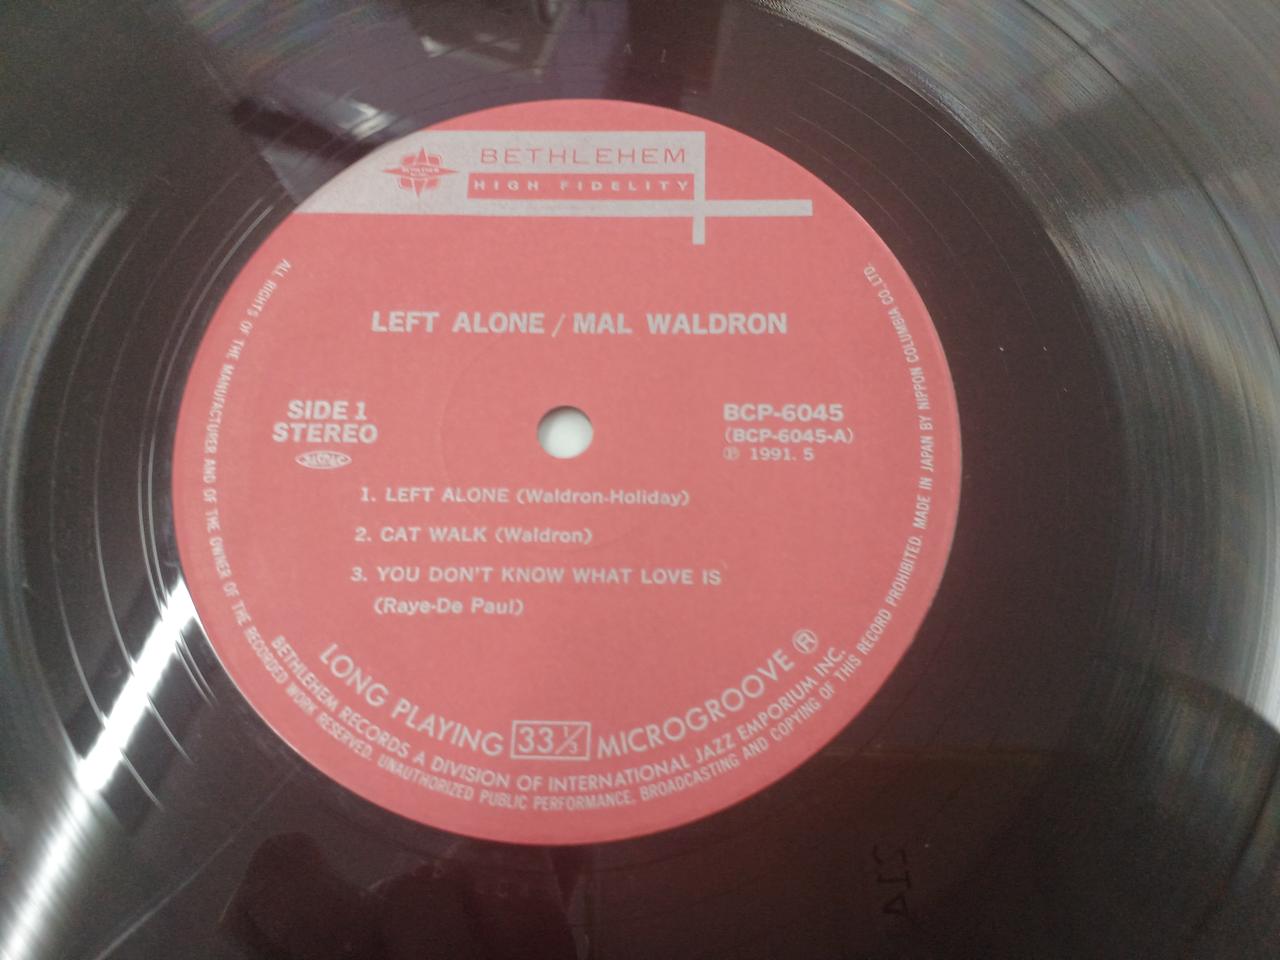 BETHLEHEM
HIGH FIDELITY
LEFT ALONE / MAL WALDRON
SIDE 1
STEREO
BCP-6045
(BCP-6045-A)
Ⓟ 1991. 5
1. LEFT ALONE (Waldron-Holiday)
2. CAT WALK (Waldron)
3. YOU DON'T KNOW WHAT LOVE IS
(Raye-De Paul)
LONG PLAYING 33 1/3 MICROGROOVE ®
BETHLEHEM RECORDS A DIVISION OF INTERNATIONAL JAZZ EMPORIUM INC.
ALL RIGHTS OF THE MANUFACTURER AND OF THE OWNER OF THE RECORDED WORK RESERVED. UNAUTHORIZED PUBLIC PERFORMANCE, BROADCASTING AND COPYING OF THIS RECORD PROHIBITED. MADE IN JAPAN BY NIPPON COLUMBIA CO., LTD.